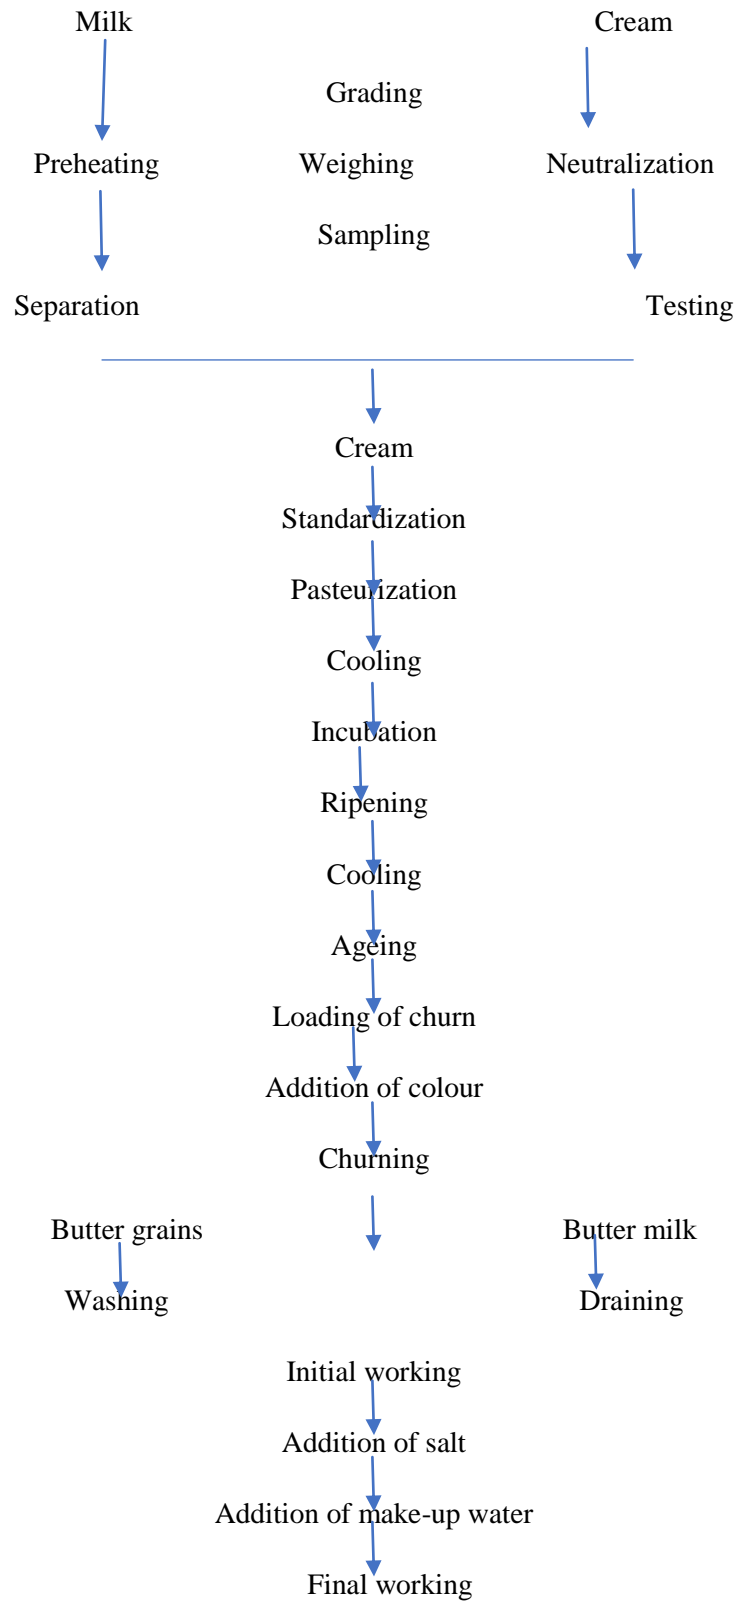 Milk Cream
Grading
Preheating Weighing Neutralization
Sampling
Separation Testing
Cream
Standardization
Pasteurization
Cooling
Incubation
Ripening
Cooling
Ageing
Loading of churn
Addition of colour
Churning
Butter grains Butter milk
Washing Draining
Initial working
Addition of salt
Addition of make-up water
Final working